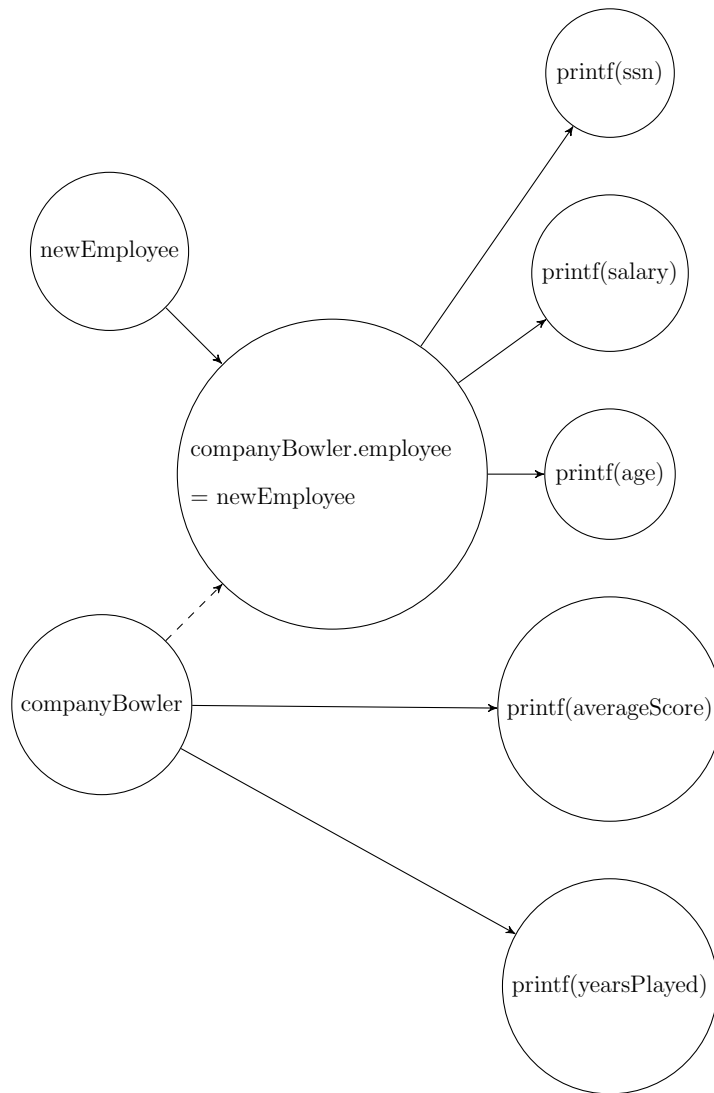 printf(ssn)
newEmployee
printf(salary)
companyBowler.employee
= newEmployee
printf(age)
companyBowler
printf(averageScore)
printf(yearsPlayed)